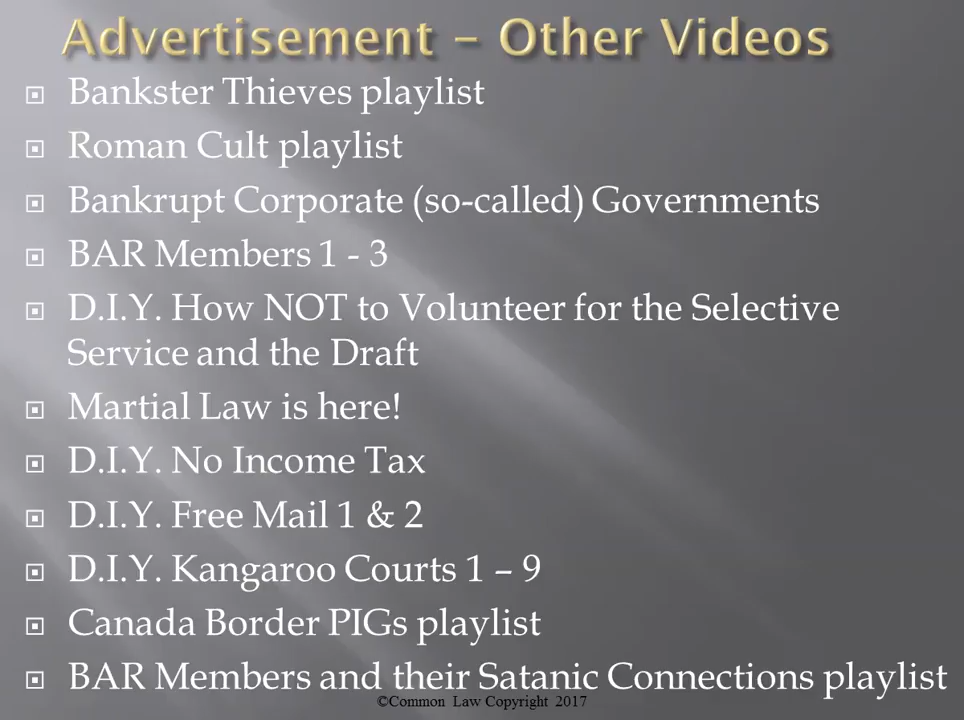 Advertisement – Other Videos
Bankster Thieves playlist
Roman Cult playlist
Bankrupt Corporate (so-called) Governments
BAR Members 1 - 3
D.I.Y. How NOT to Volunteer for the Selective
Service and the Draft
Martial Law is here!
D.I.Y. No Income Tax
D.I.Y. Free Mail 1 & 2
D.I.Y. Kangaroo Courts 1 – 9
Canada Border PIGs playlist
BAR Members and their Satanic Connections playlist
©Common Law Copyright 2017